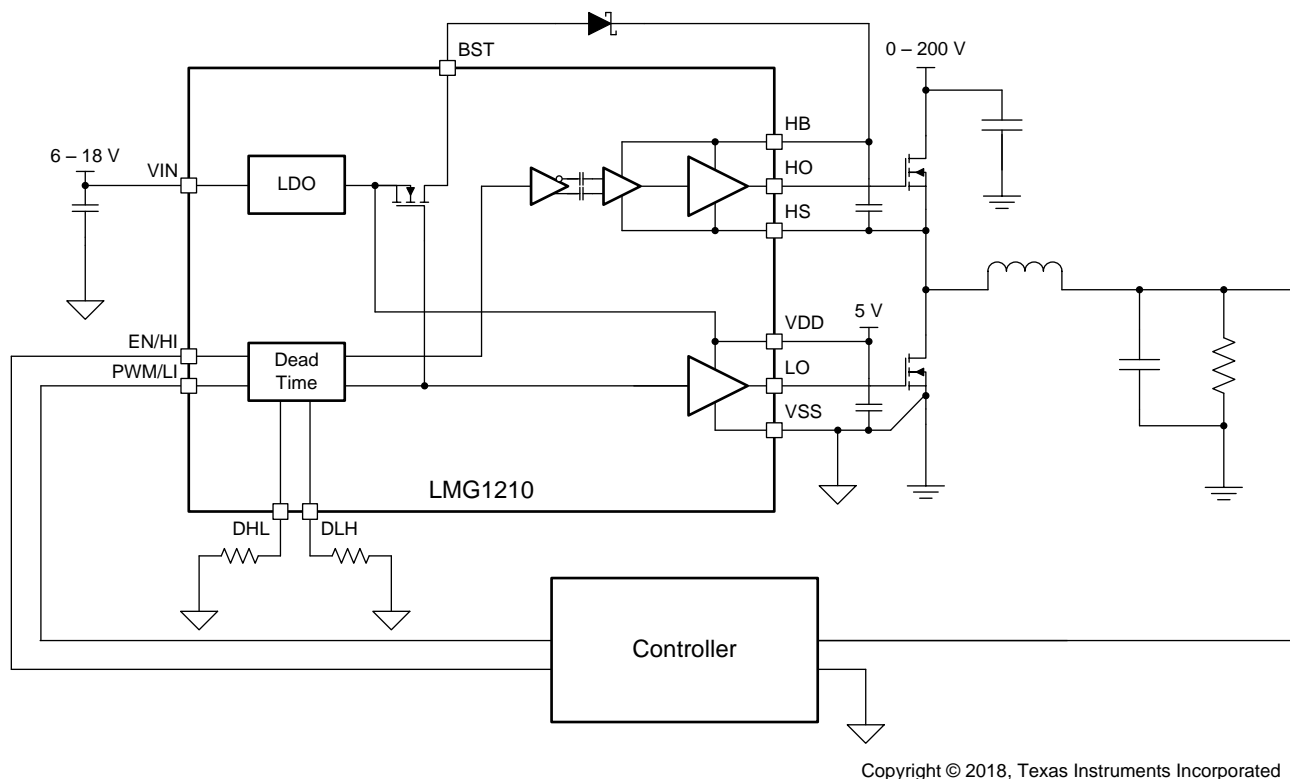 BST
0 – 200 V
HB
6 – 18 V
VIN
LDO
HO
HS
5 V
VDD
EN/HI
Dead
Time
PWM/LI
LO
VSS
LMG1210
DHL
DLH
Controller
Copyright © 2018, Texas Instruments Incorporated